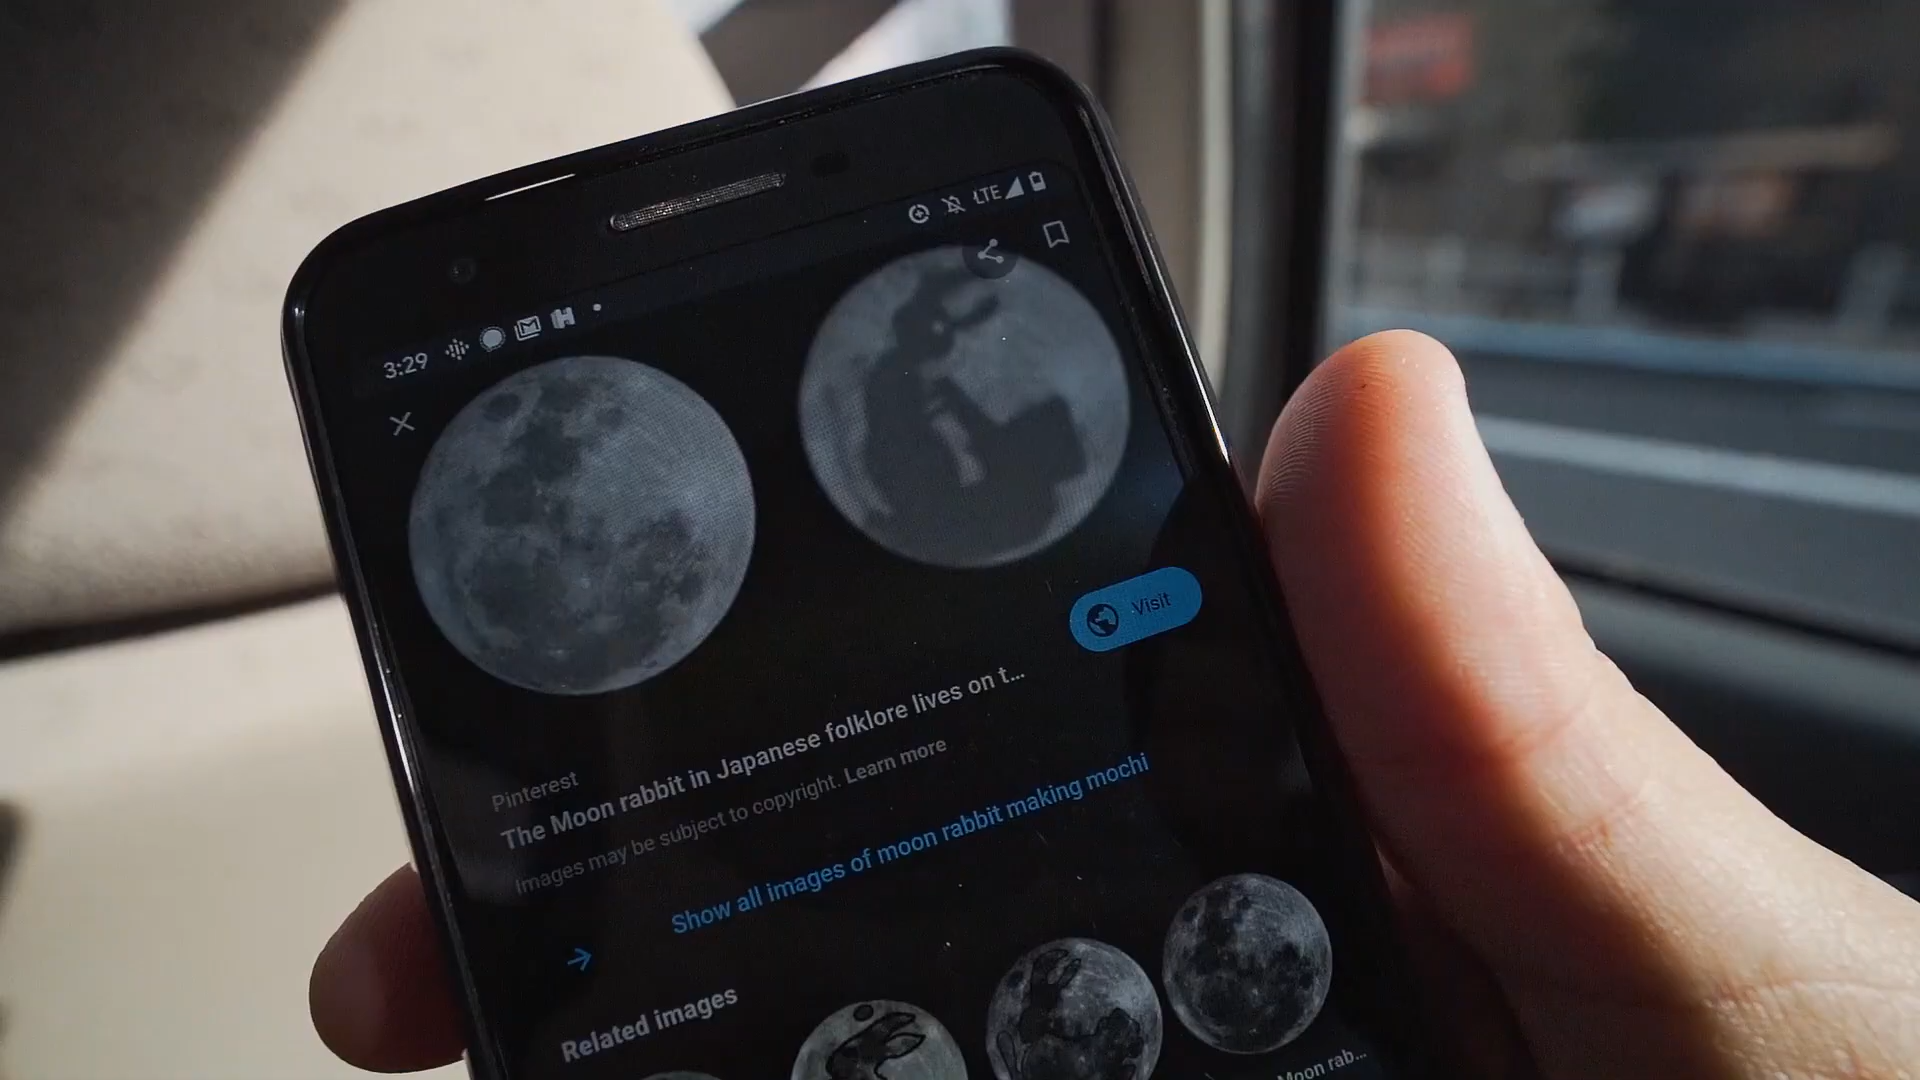 3:29 LTE
Visit
Pinterest
The Moon rabbit in Japanese folklore lives on t...
Images may be subject to copyright. Learn more
Show all images of moon rabbit making mochi
Related images
Moon rab...